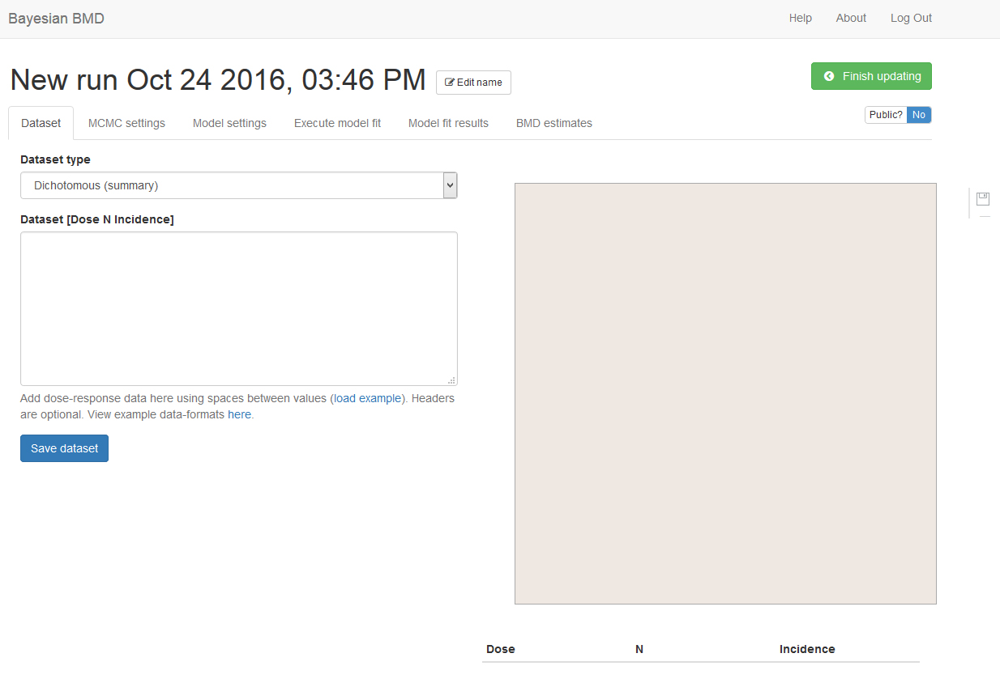 Bayesian BMD Help About Log Out
New run Oct 24 2016, 03:46 PM Edit name Finish updating
Dataset MCMC settings Model settings Execute model fit Model fit results BMD estimates Public? No
Dataset type
Dichotomous (summary)
Dataset [Dose N Incidence]
Add dose-response data here using spaces between values (load example). Headers
are optional. View example data-formats here.
Save dataset
Dose N Incidence